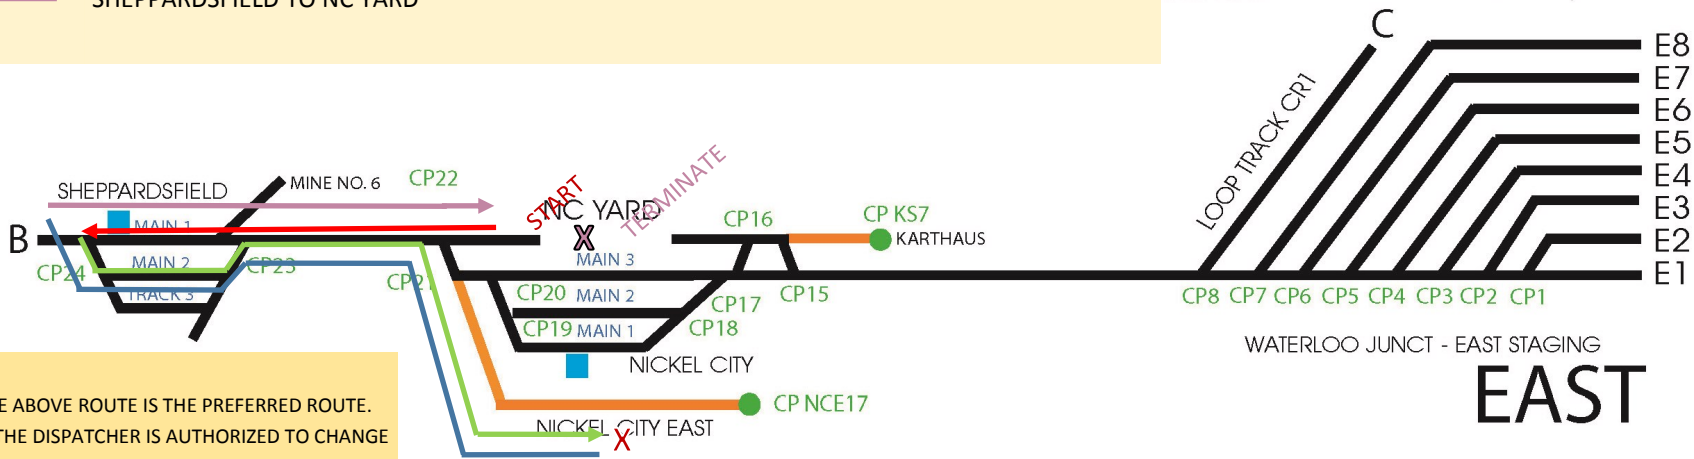 SHEPPARDSFIELD TO NC YARD
C
E8
E7
E6
E5
E4
E3
E2
E1
LOOP TRACK CR1
SHEPPARDSFIELD
MINE NO. 6
CP22
START
NC YARD
TERMINATE
X
CP16
CP KS7
KARTHAUS
B
MAIN 1
MAIN 2
TRACK 3
CP24
CP23
CP21
MAIN 3
CP20
MAIN 2
CP17
CP15
CP19
MAIN 1
CP18
NICKEL CITY
CP8
CP7
CP6
CP5
CP4
CP3
CP2
CP1
WATERLOO JUNCT - EAST STAGING
EAST
CP NCE17
NICKEL CITY EAST
X
E ABOVE ROUTE IS THE PREFERRED ROUTE.
THE DISPATCHER IS AUTHORIZED TO CHANGE